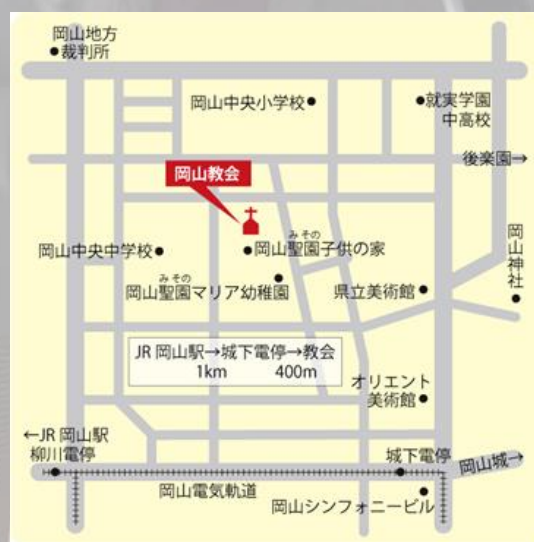 岡山地方
裁判所
岡山中央小学校
就実学園
中高校
後楽園→
岡山教会
みその
岡山聖園子供の家
岡山中央中学校
みその
岡山聖園マリア幼稚園
県立美術館
岡山神社
JR 岡山駅→城下電停→教会
1km 400m
オリエント
美術館
←JR 岡山駅
柳川電停
城下電停
岡山城→
岡山電気軌道
岡山シンフォニービル